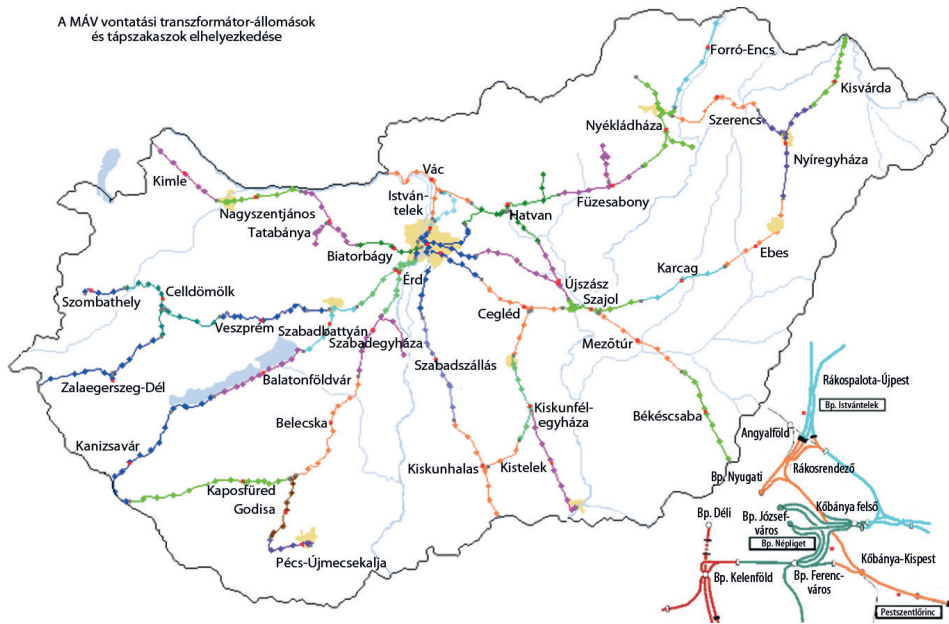 A MÁV vontatási transzformátor-állomások
és tápszakaszok elhelyezkedése
Forró-Encs
Kisvárda
Szerencs
Nyékládháza
Nyíregyháza
Vác
Kimle
István-
telek
Füzesabony
Nagyszentjános
Hatvan
Tatabánya
Ebes
Biatorbágy
Karcag
Érd
Újszász
Celldömölk
Szajol
Szombathely
Cegléd
Veszprém
Szabadbattyán
Szabadegyháza
Mezőtúr
Szabadszállás
Zalaegerszeg-Dél
Balatonföldvár
Kiskunfél-
egyháza
Békéscsaba
Belecska
Kanizsavár
Kiskunhalas
Kistelek
Kaposfüred
Godisa
Pécs-Újmecsekalja
Rákospalota-Újpest
Bp. Istvántelek
Angyalföld
Rákosrendező
Bp. Nyugati
Kőbánya felső
Bp. József-
város
Bp. Déli
Bp. Népliget
Kőbánya-Kispest
Bp. Kelenföld
Bp. Ferenc-
város
Pestszentlőrinc